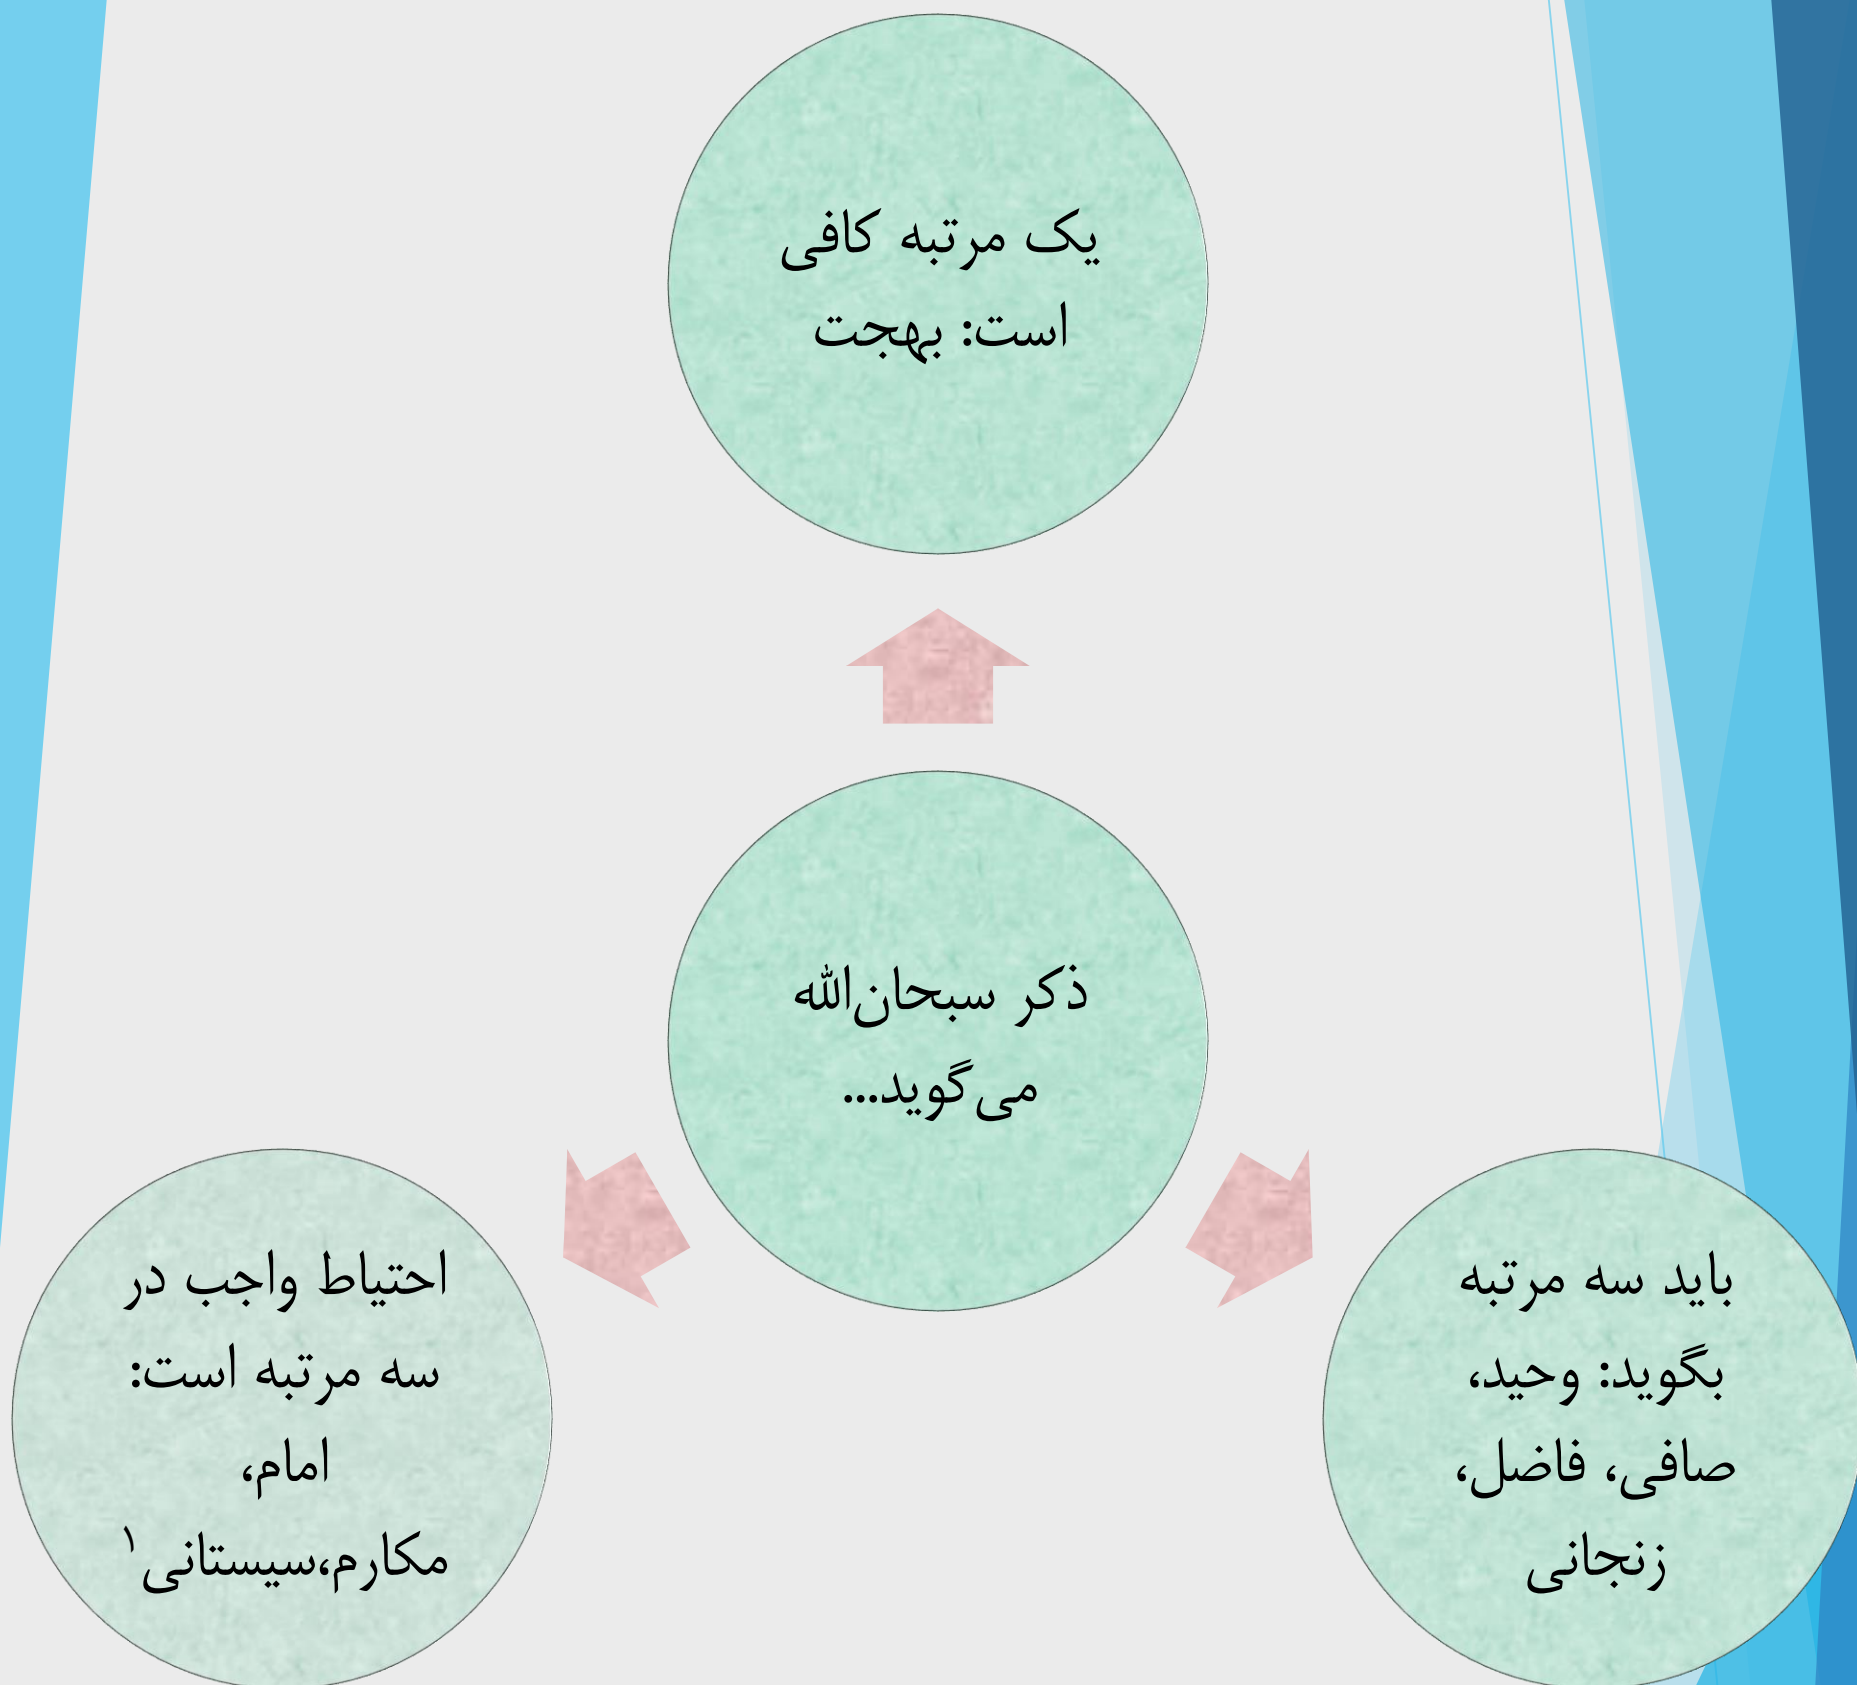 یک مرتبه کافی
است: بهجت
ذکر سبحان‌الله
می‌گوید...
باید سه مرتبه
بگوید: وحید،
صافی، فاضل،
زنجانی
احتیاط واجب در
سه مرتبه است:
امام،
مکارم،سیستانی۱